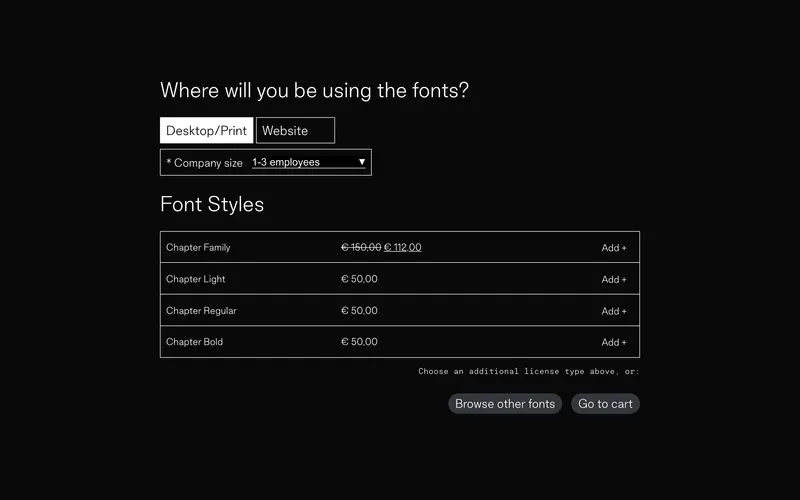 Where will you be using the fonts?
Desktop/Print Website
* Company size 1-3 employees
Font Styles
Chapter Family € 150,00 € 112,00 Add +
Chapter Light € 50,00 Add +
Chapter Regular € 50,00 Add +
Chapter Bold € 50,00 Add +
Choose an additional license type above, or:
Browse other fonts Go to cart